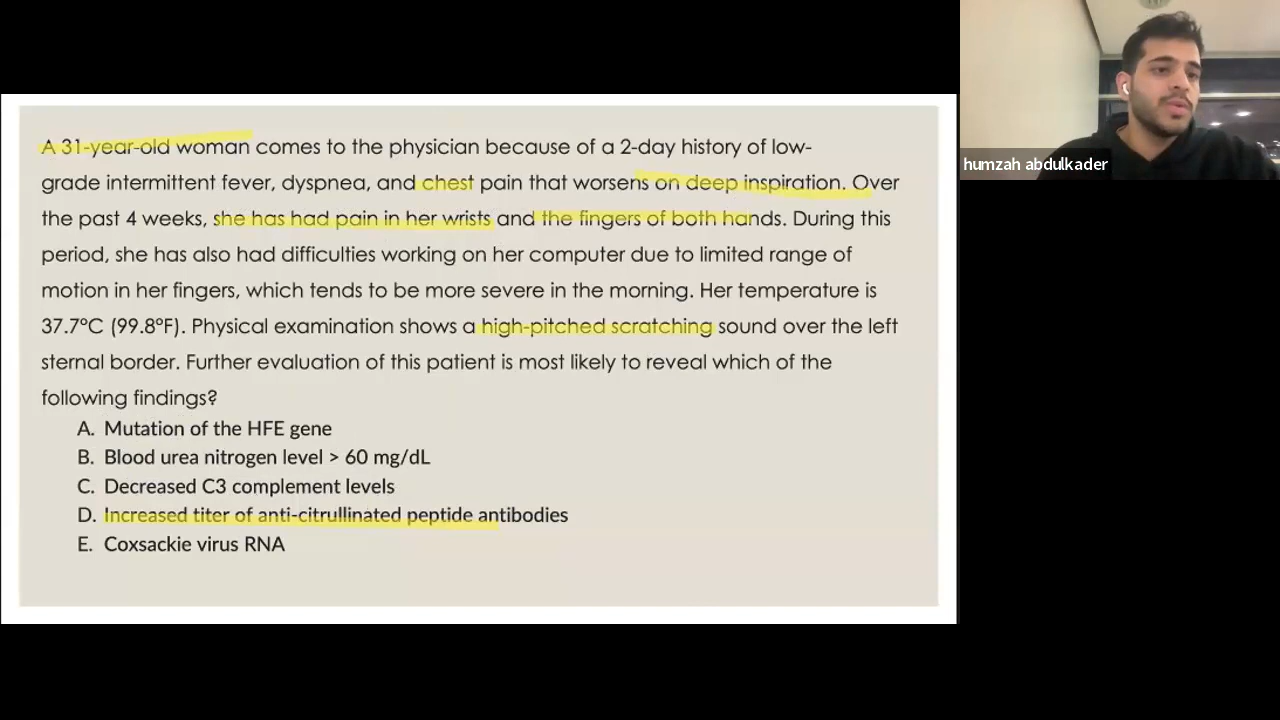 A 31-year-old woman comes to the physician because of a 2-day history of low-
grade intermittent fever, dyspnea, and chest pain that worsens on deep inspiration. Over
the past 4 weeks, she has had pain in her wrists and the fingers of both hands. During this
period, she has also had difficulties working on her computer due to limited range of
motion in her fingers, which tends to be more severe in the morning. Her temperature is
37.7°C (99.8°F). Physical examination shows a high-pitched scratching sound over the left
sternal border. Further evaluation of this patient is most likely to reveal which of the
following findings?
A. Mutation of the HFE gene
B. Blood urea nitrogen level > 60 mg/dL
C. Decreased C3 complement levels
D. Increased titer of anti-citrullinated peptide antibodies
E. Coxsackie virus RNA
humzah abdulkader